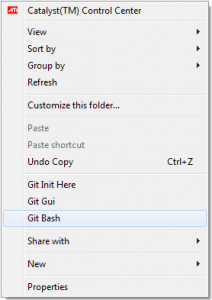 ATI Catalyst(TM) Control Center
View
Sort by
Group by
Refresh
Customize this folder...
Paste
Paste shortcut
Undo Copy Ctrl+Z
Git Init Here
Git Gui
Git Bash
Share with
New
Properties